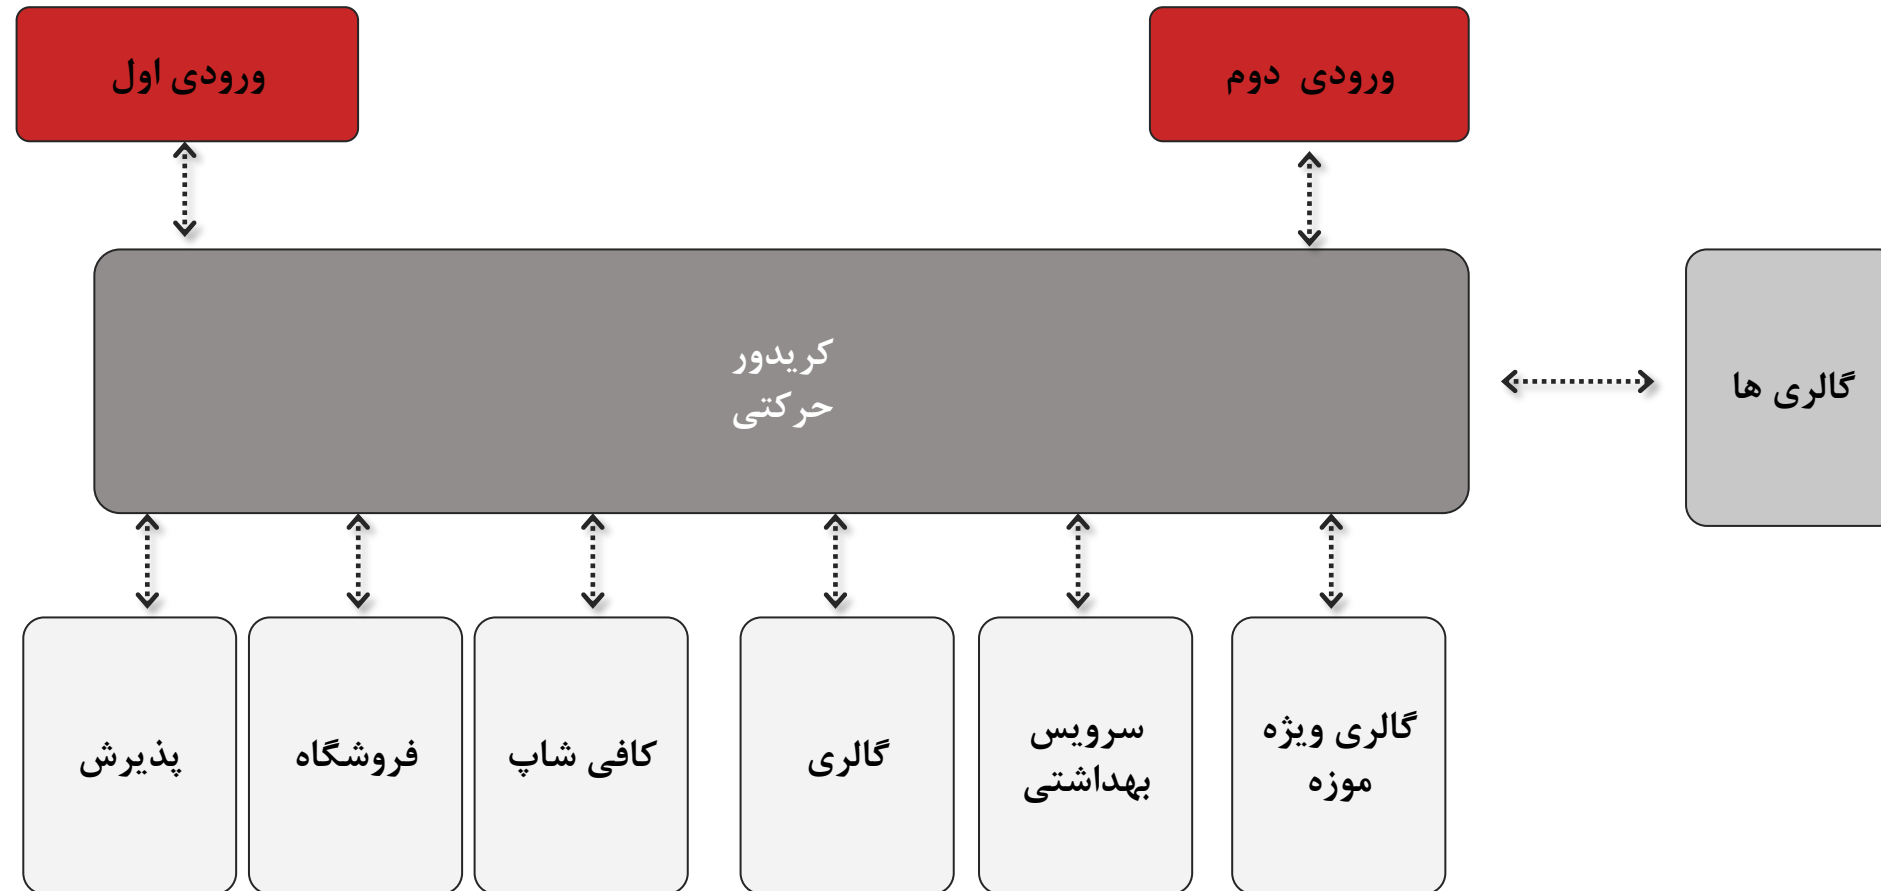 ورودی دوم
ورودی اول
کریدور
حرکتی
گالری ها
گالری ویژه
موزه
سرویس
بهداشتی
گالری
کافی شاپ
فروشگاه
پذیرش